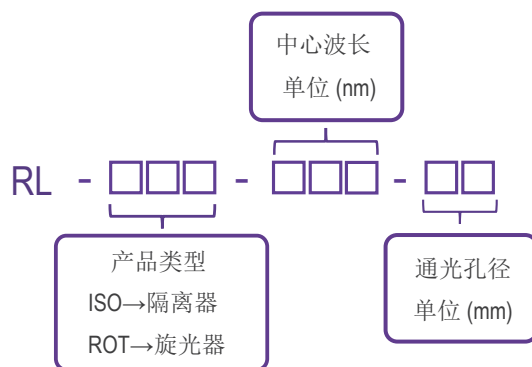 中心波长
单位 (nm)
RL - □□□ - □□□ - □□
产品类型
ISO→隔离器
ROT→旋光器
通光孔径
单位 (mm)